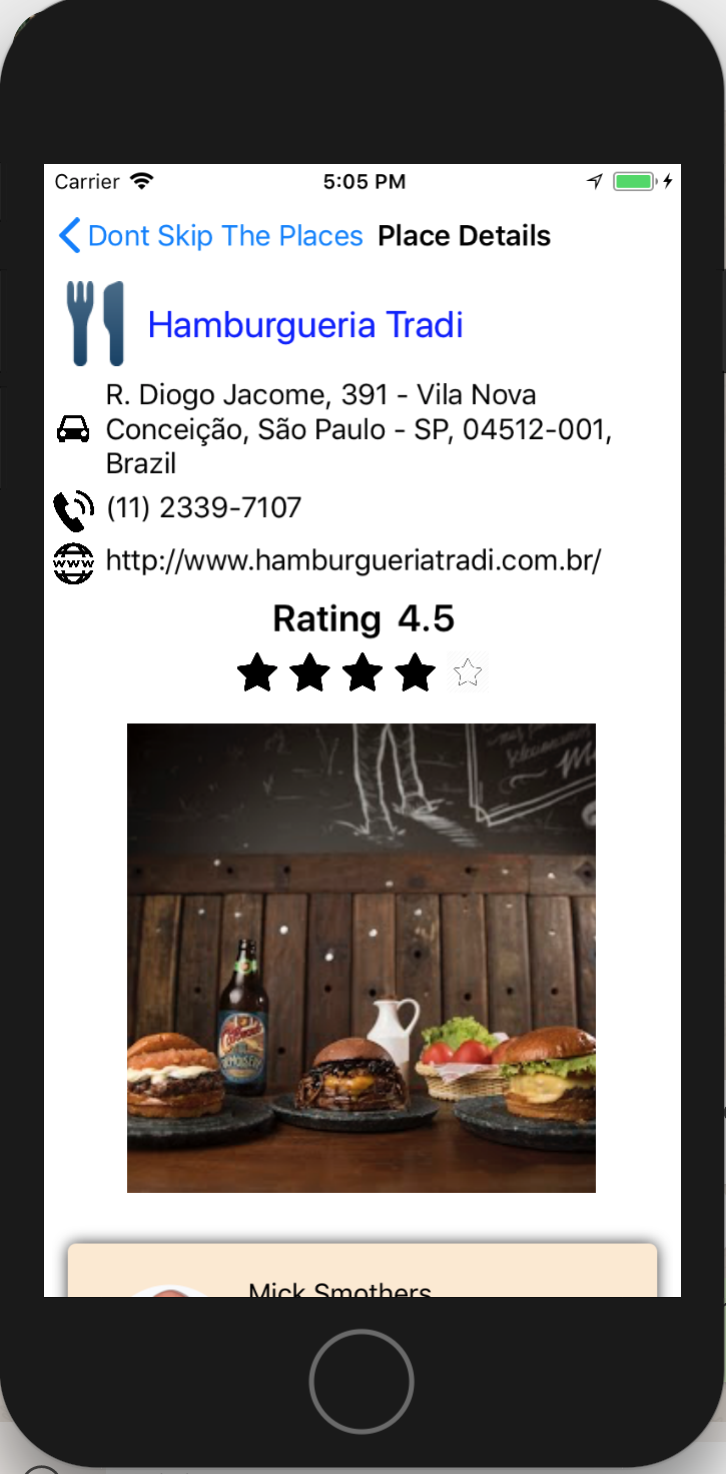 Carrier
5:05 PM
Dont Skip The Places Place Details
Hamburgueria Tradi
R. Diogo Jacome, 391 - Vila Nova
Conceição, São Paulo - SP, 04512-001,
Brazil
(11) 2339-7107
www
http://www.hamburgueriatradi.com.br/
Rating 4.5
Mick Smothers